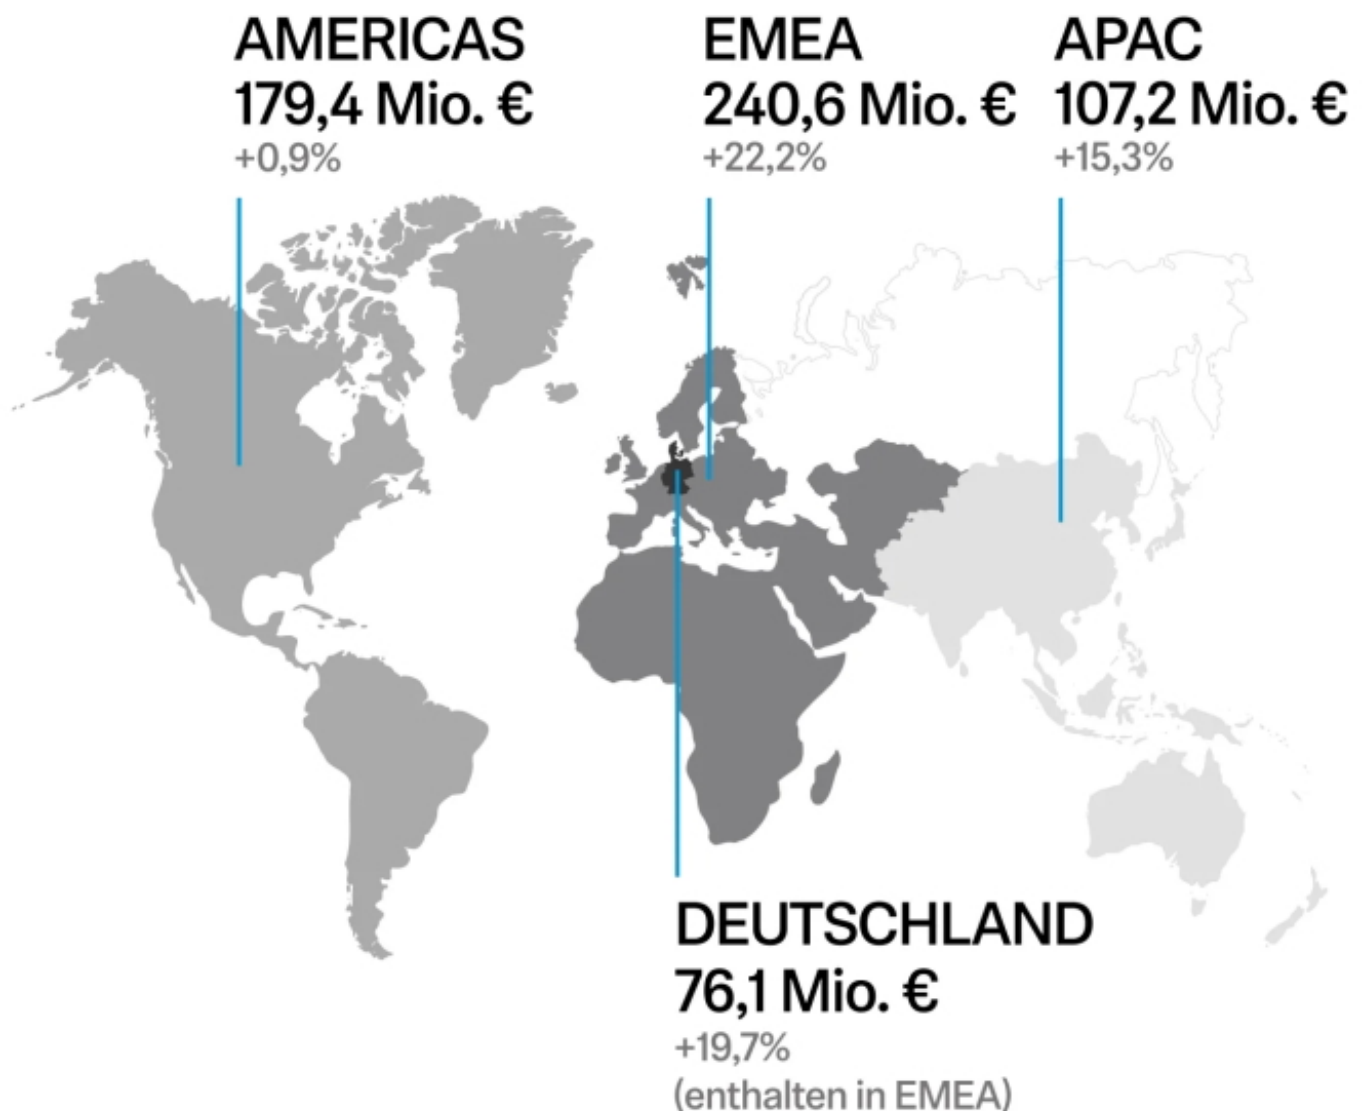 AMERICAS
179,4 Mio. €
+0,9%
EMEA
240,6 Mio. €
+22,2%
APAC
107,2 Mio. €
+15,3%
DEUTSCHLAND
76,1 Mio. €
+19,7%
(enthalten in EMEA)